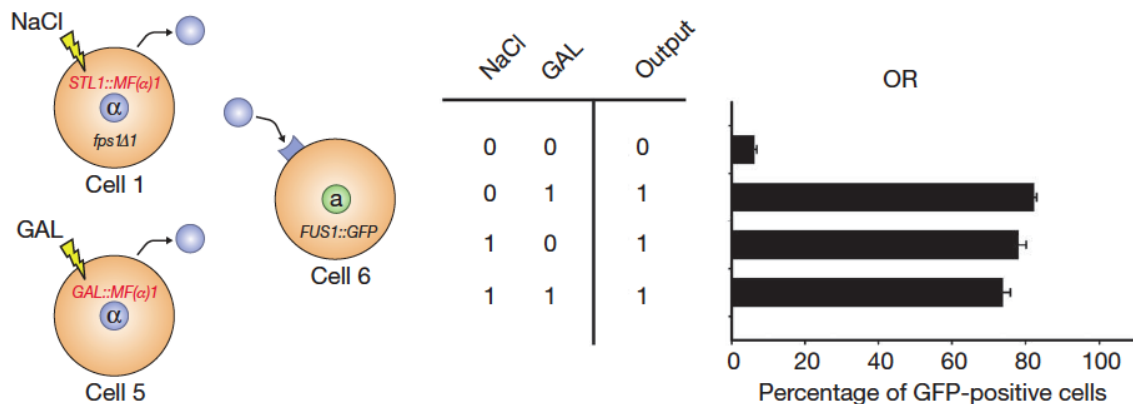 NaCl
STL1::MF(α)1
α
fps1Δ1
Cell 1
GAL
GAL::MF(α)1
α
Cell 5
a
FUS1::GFP
Cell 6
NaCl GAL Output
0 0 0
0 1 1
1 0 1
1 1 1
OR
0 20 40 60 80 100
Percentage of GFP-positive cells